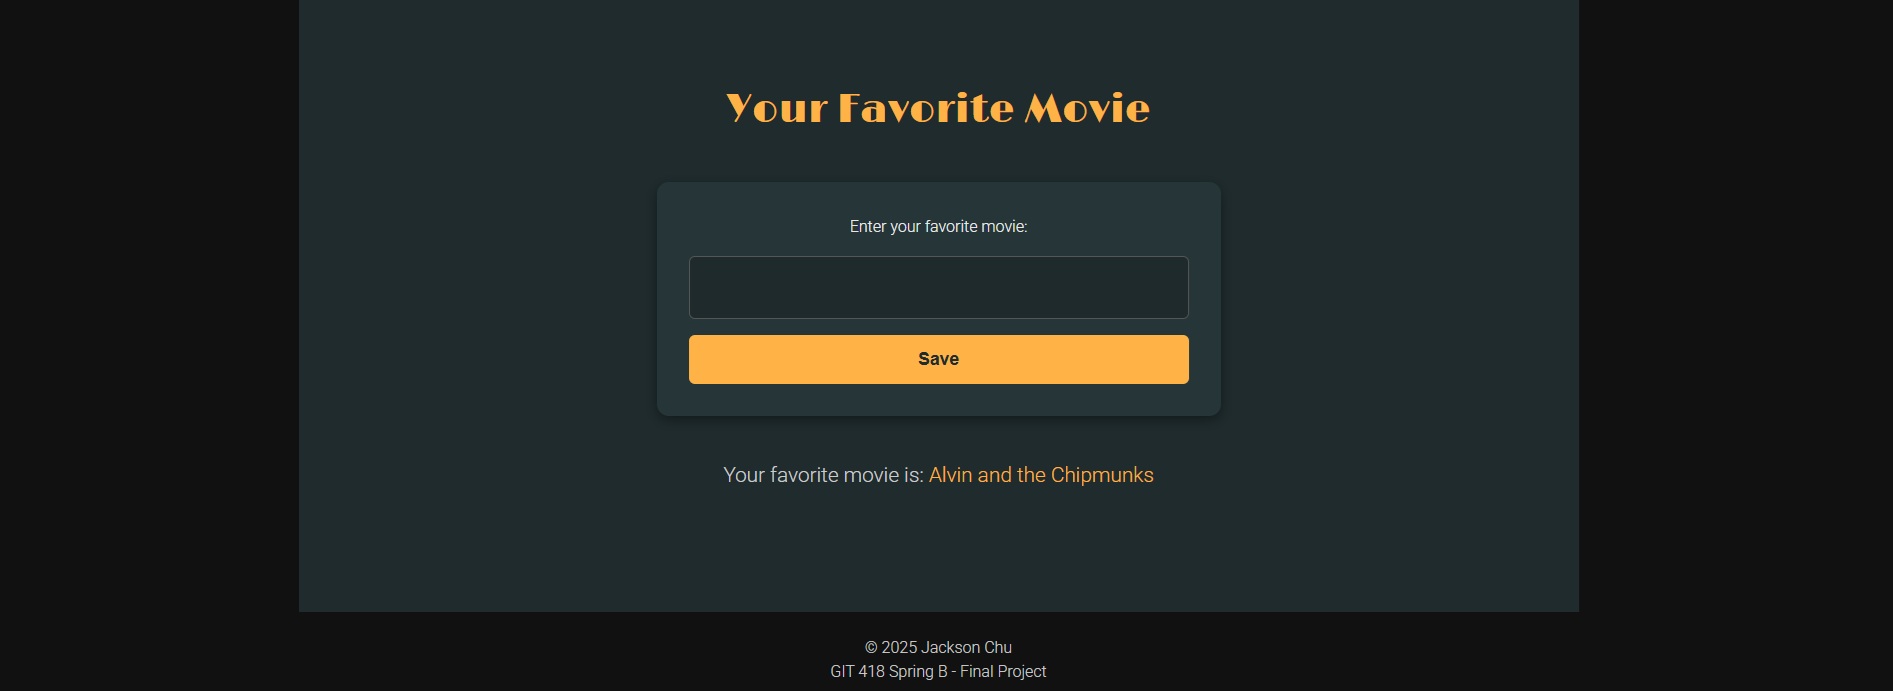 Your Favorite Movie
Enter your favorite movie:
Save
Your favorite movie is: Alvin and the Chipmunks
© 2025 Jackson Chu
GIT 418 Spring B - Final Project